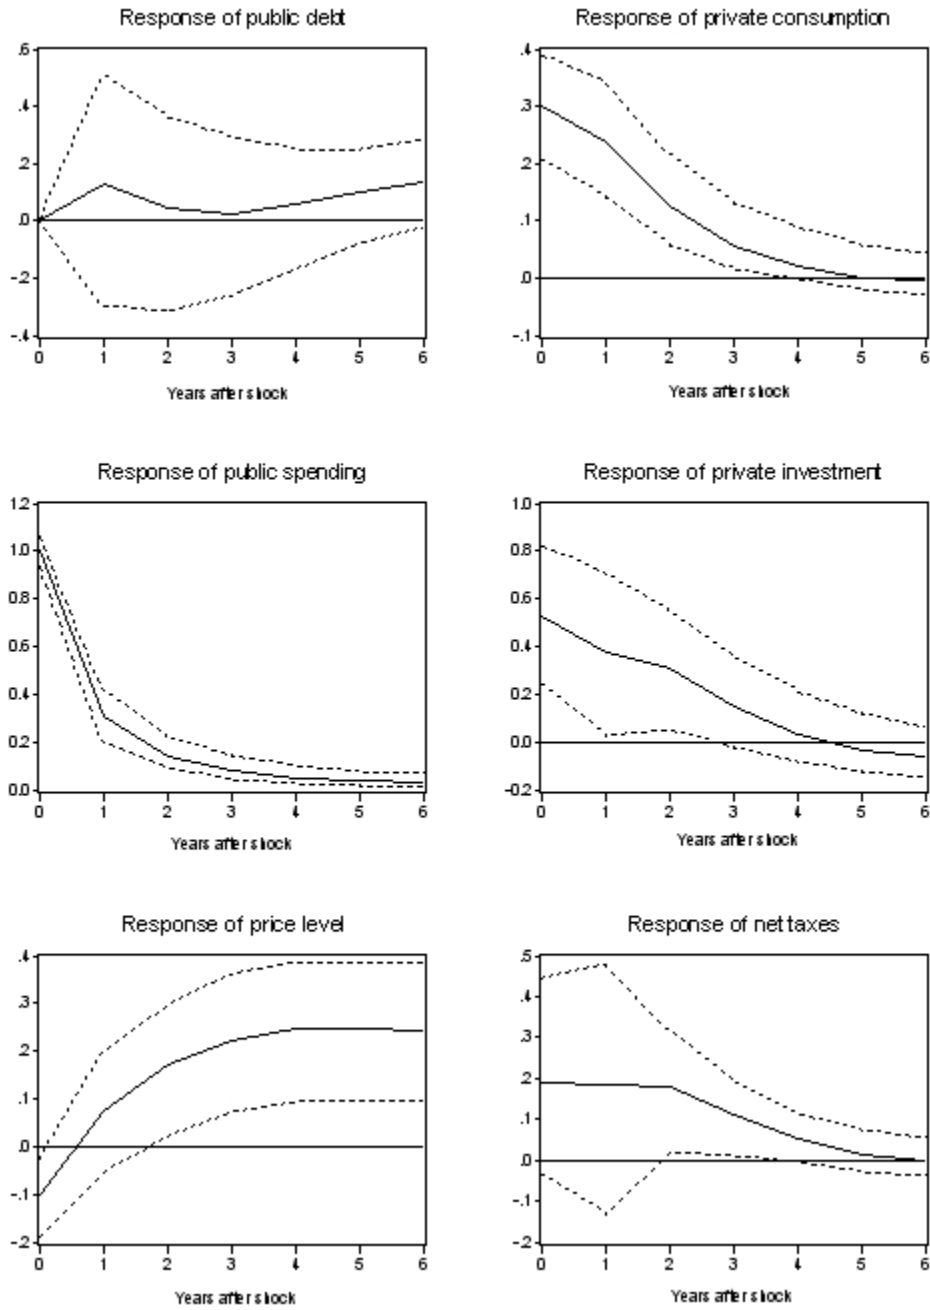 Response of public debt
.6
.4
.2
.0
-.2
-.4
0 1 2 3 4 5 6
Years after shock
Response of private consumption
.4
.3
.2
.1
.0
-.1
0 1 2 3 4 5 6
Years after shock
Response of public spending
1.2
1.0
0.8
0.6
0.4
0.2
0.0
0 1 2 3 4 5 6
Years after shock
Response of private investment
1.0
0.8
0.6
0.4
0.2
0.0
-0.2
0 1 2 3 4 5 6
Years after shock
Response of price level
.4
.3
.2
.1
.0
-.1
-.2
0 1 2 3 4 5 6
Years after shock
Response of net taxes
.5
.4
.3
.2
.1
.0
-.1
-.2
0 1 2 3 4 5 6
Years after shock